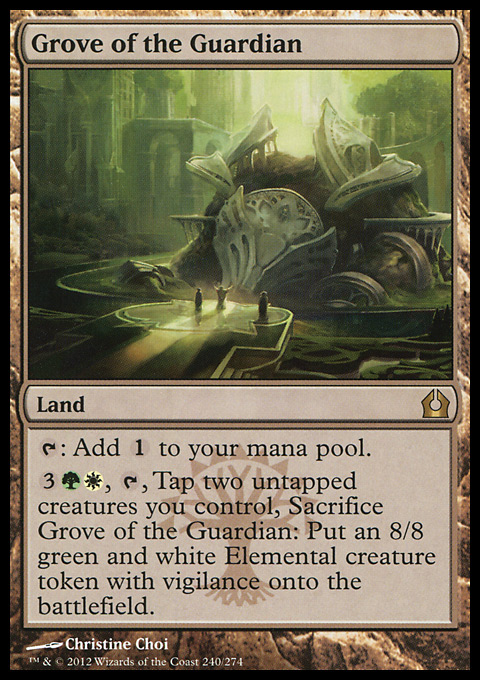 Grove of the Guardian
Land
: Add 1 to your mana pool.
3, , Tap two untapped
creatures you control, Sacrifice
Grove of the Guardian: Put an 8/8
green and white Elemental creature
token with vigilance onto the
battlefield.
Christine Choi
™ & © 2012 Wizards of the Coast 240/274